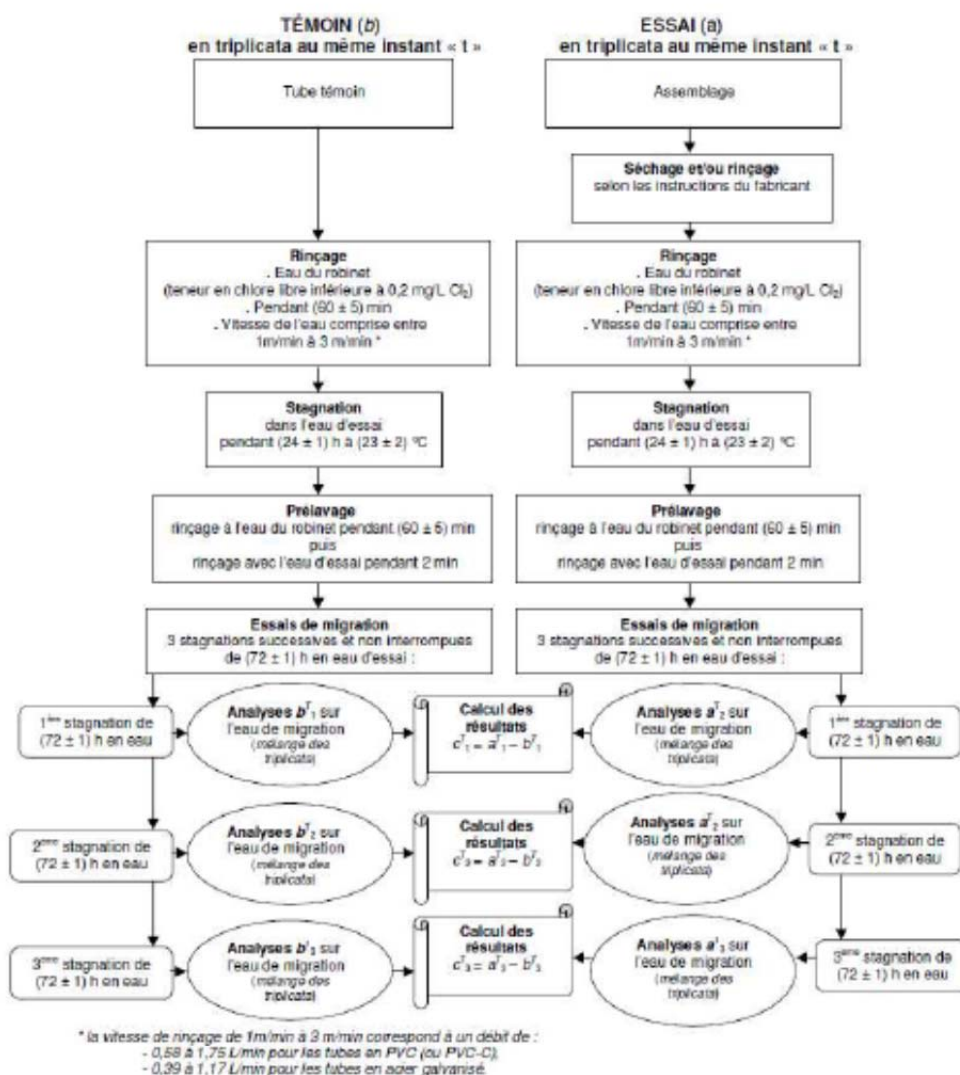 TÉMOIN (b)
en triplicata au même instant « t »
Tube témoin
Rinçage
. Eau du robinet
(teneur en chlore libre inférieure à 0,2 mg/L Cl₂)
. Pendant (60 ± 5) min
. Vitesse de l'eau comprise entre
1m/min à 3 m/min *
Stagnation
dans l'eau d'essai
pendant (24 ± 1) h à (23 ± 2) ºC
Prélavage
rinçage à l'eau du robinet pendant (60 ± 5) min
puis
rinçage avec l'eau d'essai pendant 2 min
Essais de migration
3 stagnations successives et non interrompues
de (72 ± 1) h en eau d'essai :
ESSAI (a)
en triplicata au même instant « t »
Assemblage
Séchage et/ou rinçage
selon les instructions du fabricant
Rinçage
. Eau du robinet
(teneur en chlore libre inférieure à 0,2 mg/L Cl₂)
. Pendant (60 ± 5) min
. Vitesse de l'eau comprise entre
1m/min à 3 m/min *
Stagnation
dans l'eau d'essai
pendant (24 ± 1) h à (23 ± 2) ºC
Prélavage
rinçage à l'eau du robinet pendant (60 ± 5) min
puis
rinçage avec l'eau d'essai pendant 2 min
Essais de migration
3 stagnations successives et non interrompues
de (72 ± 1) h en eau d'essai :
1ère stagnation de
(72 ± 1) h en eau
Analyses bᵀ₁ sur
l'eau de migration
(mélange des
triplicata)
Calcul des
résultats
cᵀ₁ = aᵀ₁ – bᵀ₁
Analyses aᵀ₂ sur
l'eau de migration
(mélange des
triplicata)
1ère stagnation de
(72 ± 1) h en eau
2ème stagnation de
(72 ± 1) h en eau
Analyses bᵀ₂ sur
l'eau de migration
(mélange des
triplicata)
Calcul des
résultats
Analyses aᵀ₂ sur
l'eau de migration
(mélange des
triplicata)
2ème stagnation de
(72 ± 1) h en eau
3ème stagnation de
(72 ± 1) h en eau
Analyses bᵀ₃ sur
l'eau de migration
(mélange des
triplicata)
Calcul des
résultats
cᵀ₃ = aᵀ₃ – bᵀ₃
Analyses aᵀ₃ sur
l'eau de migration
(mélange des
triplicata)
3ème stagnation de
(72 ± 1) h en eau
* la vitesse de rinçage de 1m/min à 3 m/min correspond à un débit de :
- 0,58 à 1,75 L/min pour les tubes en PVC (ou PVC-C),
- 0,39 à 1,17 L/min pour les tubes en acier galvanisé.